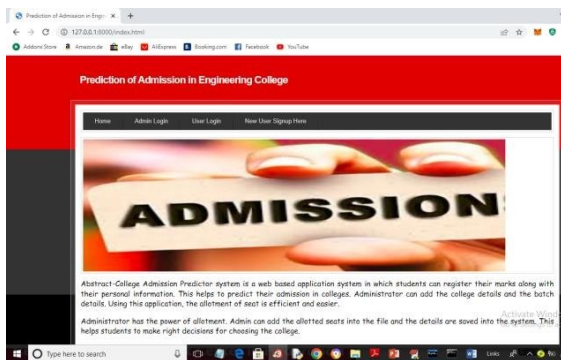 Prediction of Admission in Engi
127.0.0.1:8000/index.html
Addons Store Amazon.de eBay AliExpress Booking.com Facebook YouTube
Prediction of Admission in Engineering College
Home Admin Login User Login New User Signup Here
ADMISSION
Abstract-College Admission Predictor system is a web based application system in which students can register their marks along with
their personal information. This helps to predict their admission in colleges. Administrator can add the college details and the batch
details. Using this application, the allotment of seat is efficient and easier.
Activate Windows
Administrator has the power of allotment. Admin can add the allotted seats into the file and the details are saved into the system. This
helps students to make right decisions for choosing the college.
Type here to search
Links